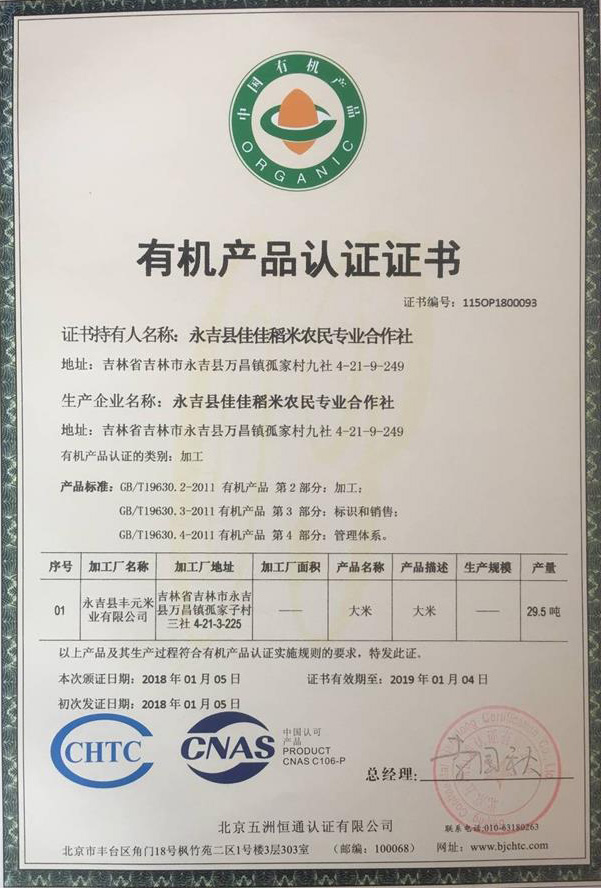 中国有机产品
ORGANIC
有机产品认证证书
证书编号：115OP1800093
证书持有人名称：永吉县佳佳稻米农民专业合作社
地址：吉林省吉林市永吉县万昌镇孤家村九社 4-21-9-249
生产企业名称：永吉县佳佳稻米农民专业合作社
地址：吉林省吉林市永吉县万昌镇孤家村九社 4-21-9-249
有机产品认证的类别：加工
产品标准：GB/T19630.2-2011 有机产品 第 2 部分：加工；
GB/T19630.3-2011 有机产品 第 3 部分：标识和销售；
GB/T19630.4-2011 有机产品 第 4 部分：管理体系。
序号 加工厂名称 加工厂地址 加工厂面积 产品名称 产品描述 生产规模 产量
01 永吉县丰元米业有限公司 吉林省吉林市永吉县万昌镇孤家子村三社 4-21-3-225 —— 大米 大米 —— 29.5 吨
以上产品及其生产过程符合有机产品认证实施规则的要求，特发此证。
本次颁证日期：2018 年 01 月 05 日 证书有效期至：2019 年 01 月 04 日
初次发证日期：2018 年 01 月 05 日
CHTC
CNAS
中国认可
产品
PRODUCT
CNAS C106-P
总经理：
北京五洲恒通认证有限公司
联系电话:010-63180263
北京市丰台区角门18号枫竹苑二区1号楼3层303室 （邮编：100068） 网址：www.bjchtc.com